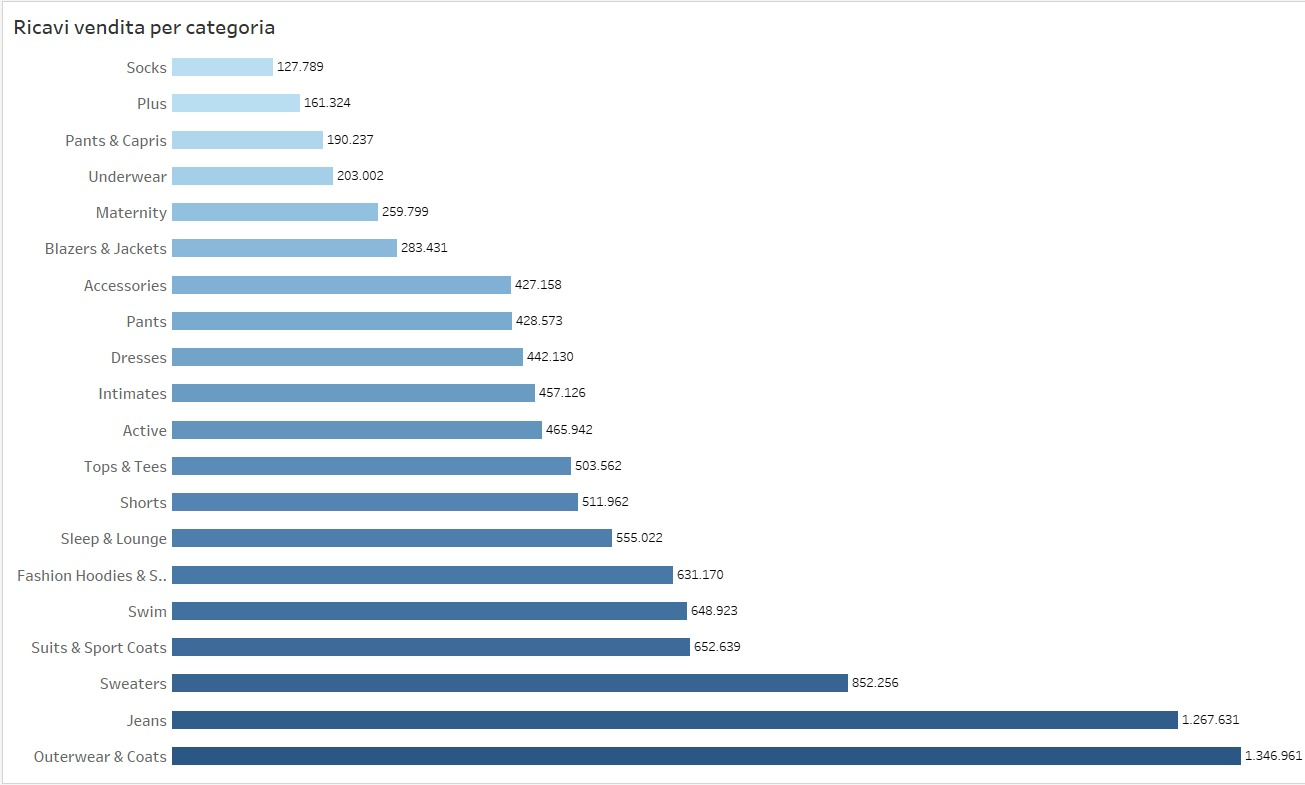 Ricavi vendita per categoria
Socks 127.789
Plus 161.324
Pants & Capris 190.237
Underwear 203.002
Maternity 259.799
Blazers & Jackets 283.431
Accessories 427.158
Pants 428.573
Dresses 442.130
Intimates 457.126
Active 465.942
Tops & Tees 503.562
Shorts 511.962
Sleep & Lounge 555.022
Fashion Hoodies & S.. 631.170
Swim 648.923
Suits & Sport Coats 652.639
Sweaters 852.256
Jeans 1.267.631
Outerwear & Coats 1.346.961